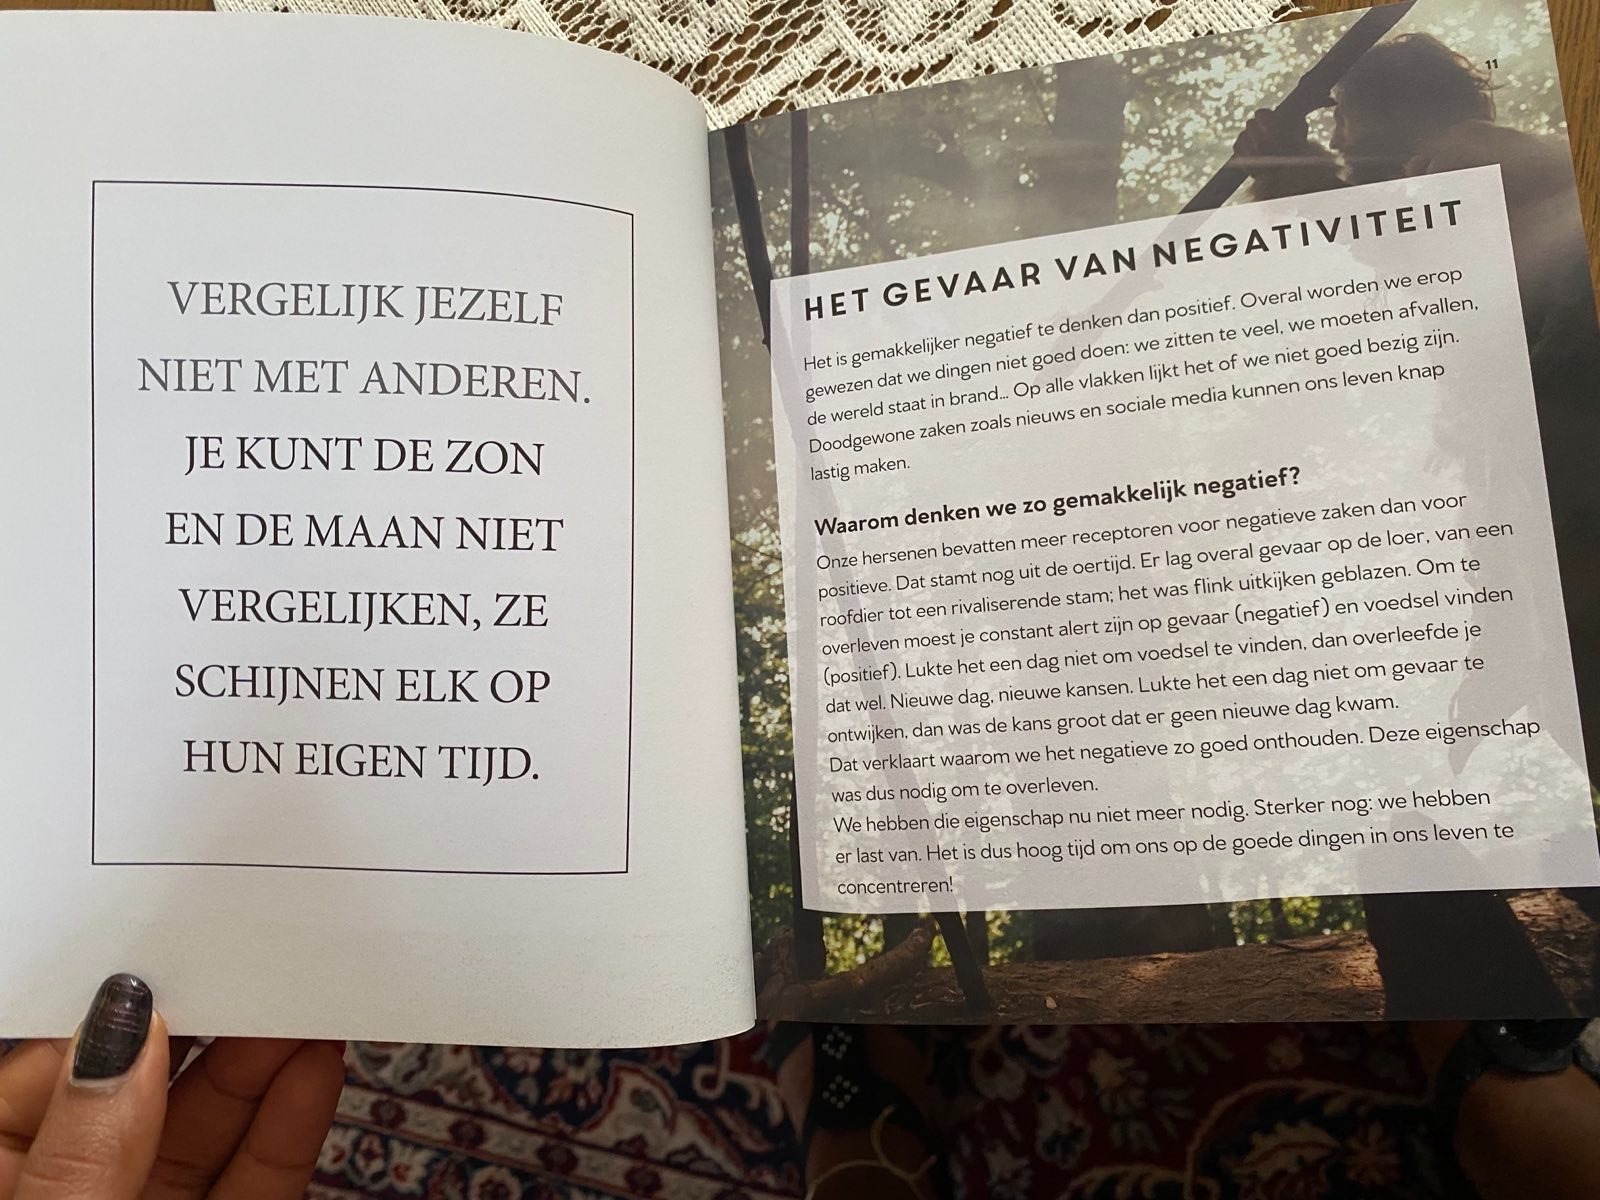 VERGELIJK JEZELF
NIET MET ANDEREN.
JE KUNT DE ZON
EN DE MAAN NIET
VERGELIJKEN, ZE
SCHIJNEN ELK OP
HUN EIGEN TIJD.
11
HET GEVAAR VAN NEGATIVITEIT
Het is gemakkelijker negatief te denken dan positief. Overal worden we erop
gewezen dat we dingen niet goed doen: we zitten te veel, we moeten afvallen,
de wereld staat in brand... Op alle vlakken lijkt het of we niet goed bezig zijn.
Doodgewone zaken zoals nieuws en sociale media kunnen ons leven knap
lastig maken.
Waarom denken we zo gemakkelijk negatief?
Onze hersenen bevatten meer receptoren voor negatieve zaken dan voor
positieve. Dat stamt nog uit de oertijd. Er lag overal gevaar op de loer, van een
roofdier tot een rivaliserende stam; het was flink uitkijken geblazen. Om te
overleven moest je constant alert zijn op gevaar (negatief) en voedsel vinden
(positief). Lukte het een dag niet om voedsel te vinden, dan overleefde je
dat wel. Nieuwe dag, nieuwe kansen. Lukte het een dag niet om gevaar te
ontwijken, dan was de kans groot dat er geen nieuwe dag kwam.
Dat verklaart waarom we het negatieve zo goed onthouden. Deze eigenschap
was dus nodig om te overleven.
We hebben die eigenschap nu niet meer nodig. Sterker nog: we hebben
er last van. Het is dus hoog tijd om ons op de goede dingen in ons leven te
concentreren!